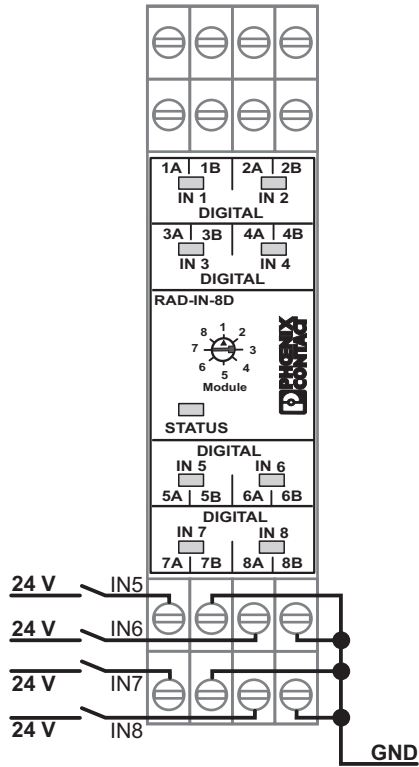 1A 1B 2A 2B
IN 1 IN 2
DIGITAL
3A 3B 4A 4B
IN 3 IN 4
DIGITAL
RAD-IN-8D
1
8 2
7 3
6 4
5
Module
PHOENIX
CONTACT
STATUS
DIGITAL
IN 5 IN 6
5A 5B 6A 6B
DIGITAL
IN 7 IN 8
7A 7B 8A 8B
24 V IN5
24 V IN6
24 V IN7
24 V IN8
GND